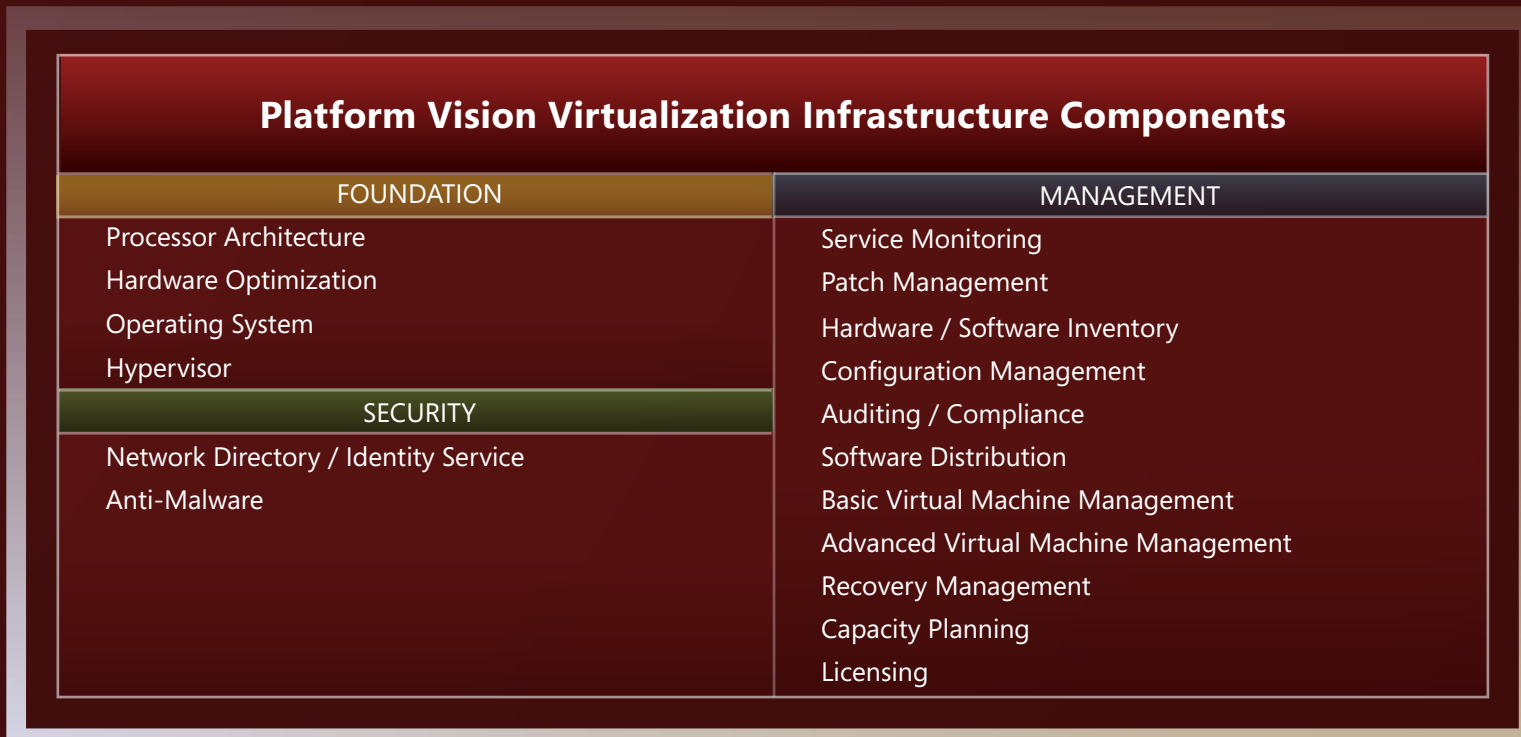 Platform Vision Virtualization Infrastructure Components
FOUNDATION
Processor Architecture
Hardware Optimization
Operating System
Hypervisor
SECURITY
Network Directory / Identity Service
Anti-Malware
MANAGEMENT
Service Monitoring
Patch Management
Hardware / Software Inventory
Configuration Management
Auditing / Compliance
Software Distribution
Basic Virtual Machine Management
Advanced Virtual Machine Management
Recovery Management
Capacity Planning
Licensing